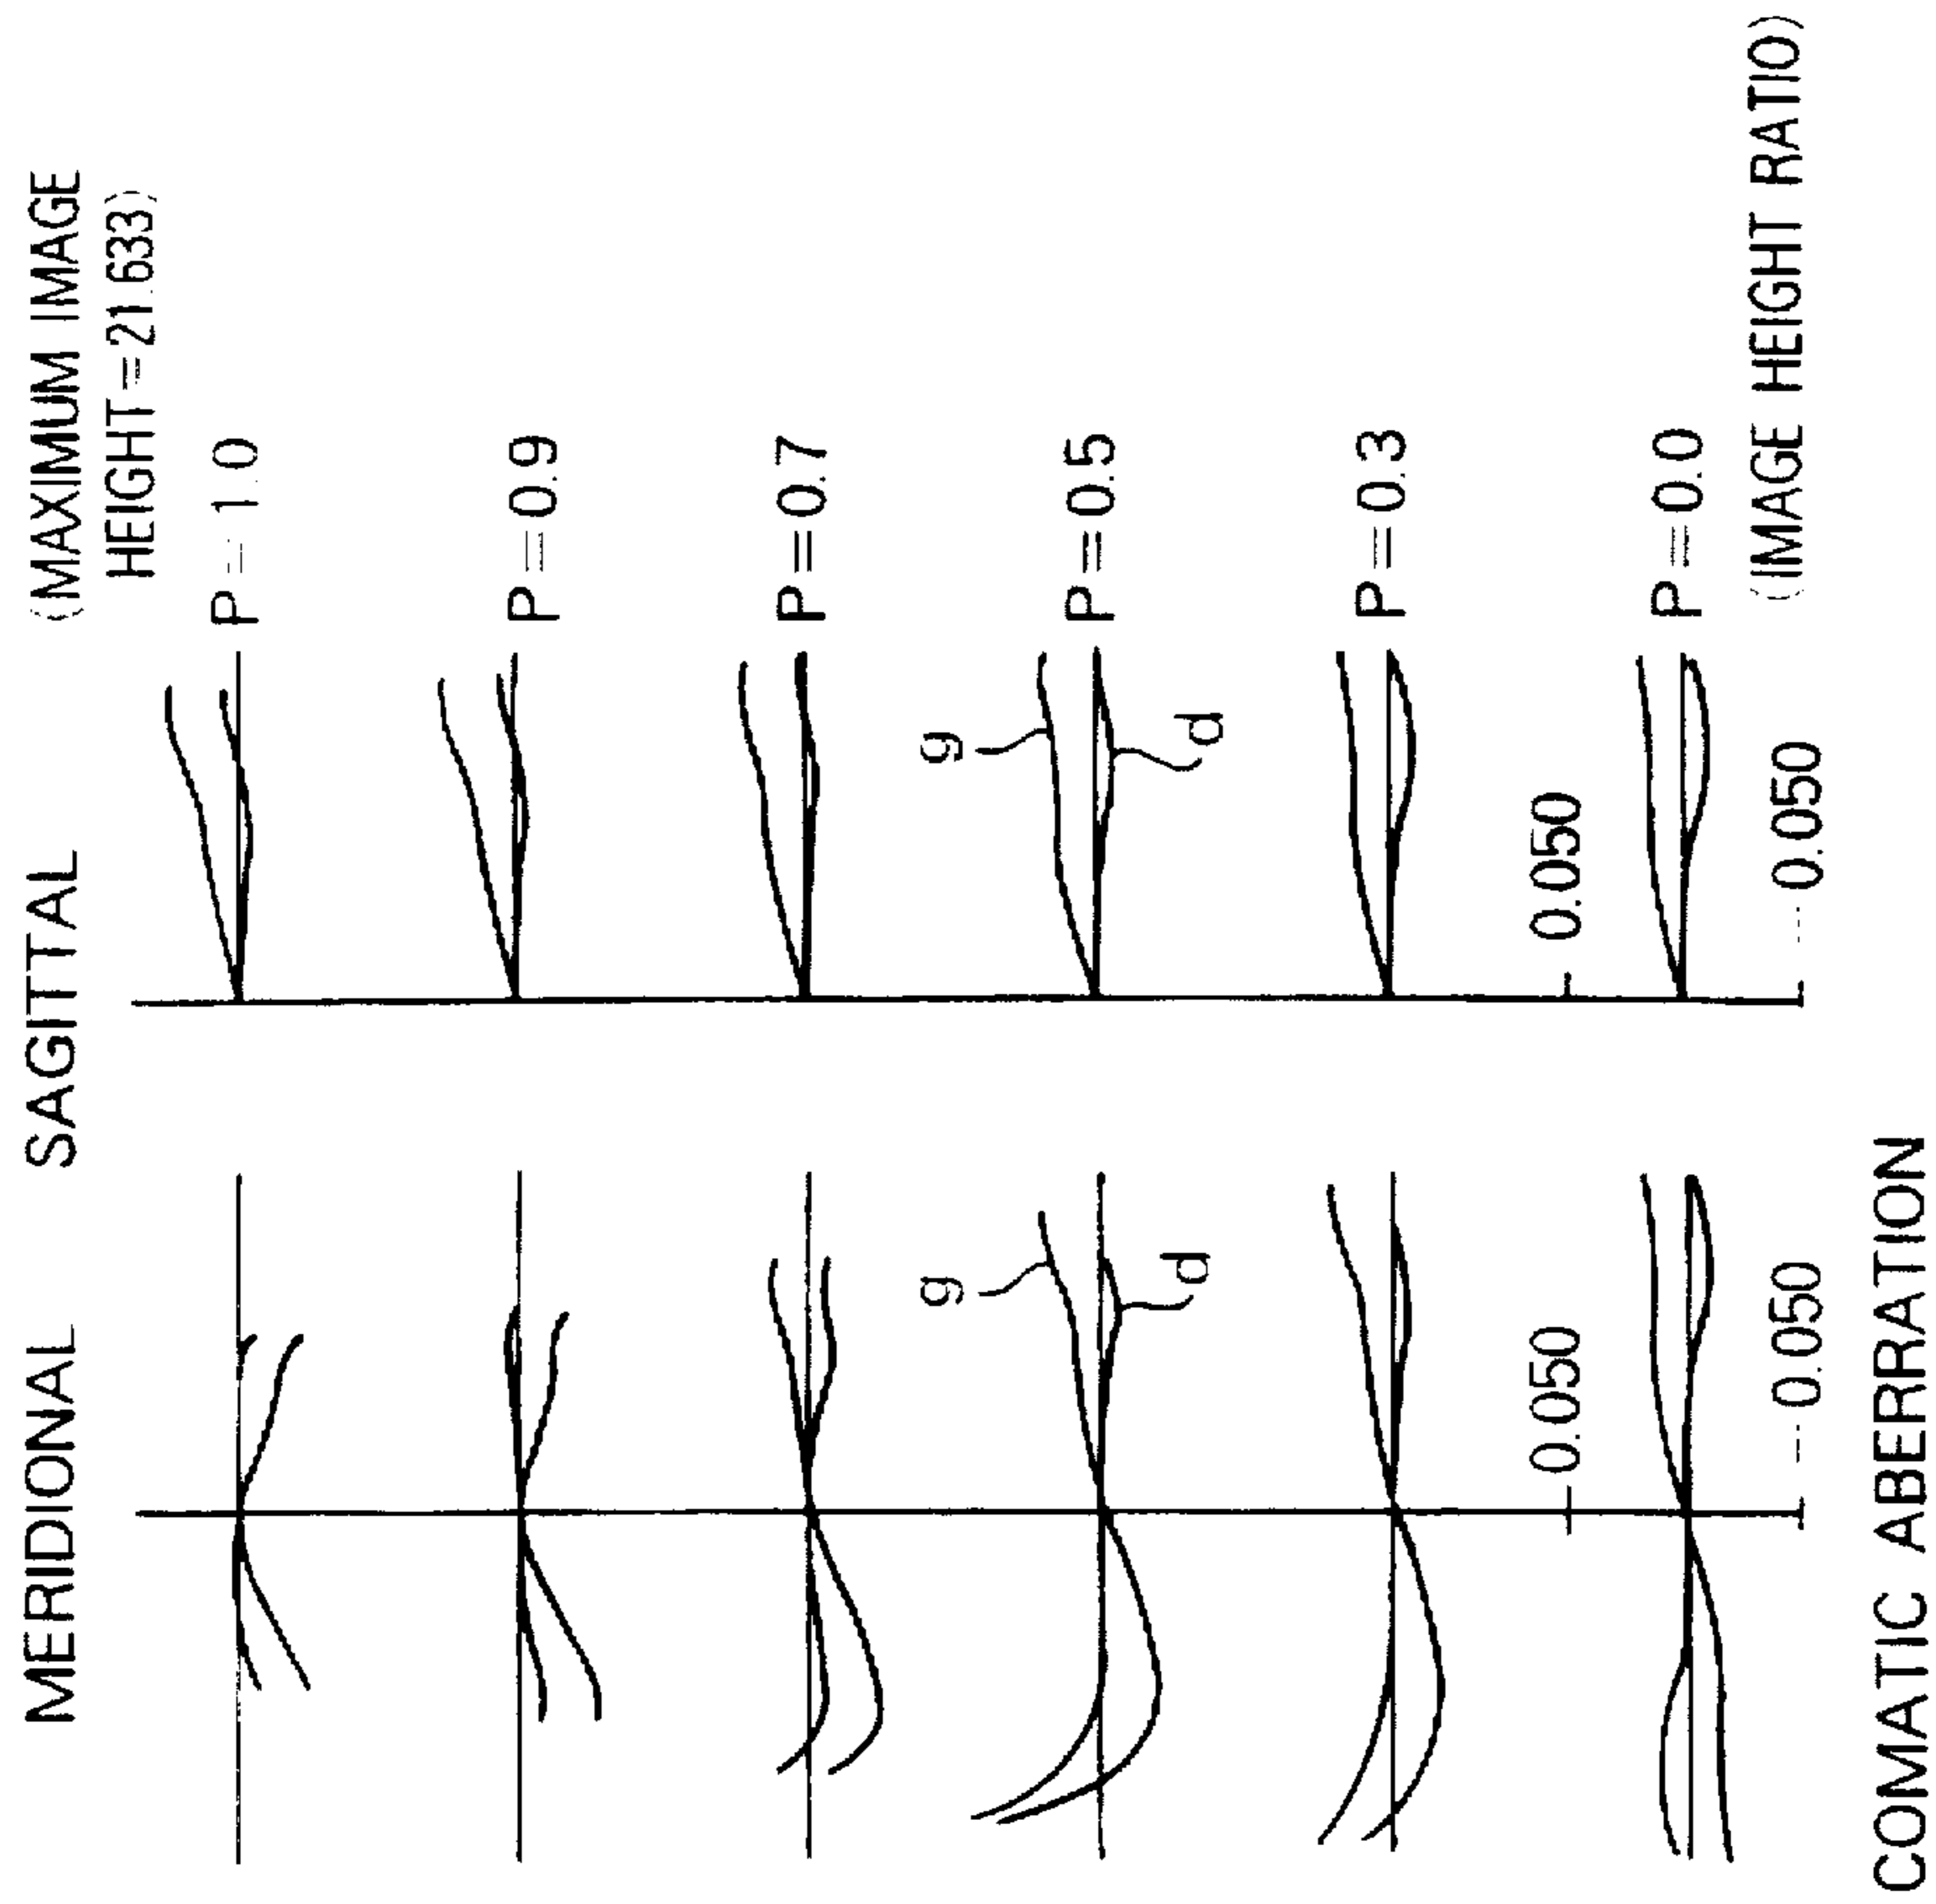 MERIDIONAL SAGITTAL (MAXIMUM IMAGE
HEIGHT=21.633)
P=1.0
P=0.9
P=0.7
g g P=0.5
d d
P=0.3
0.050 0.050
P=0.0
-0.050 -0.050 (IMAGE HEIGHT RATIO)
COMATIC ABERRATION